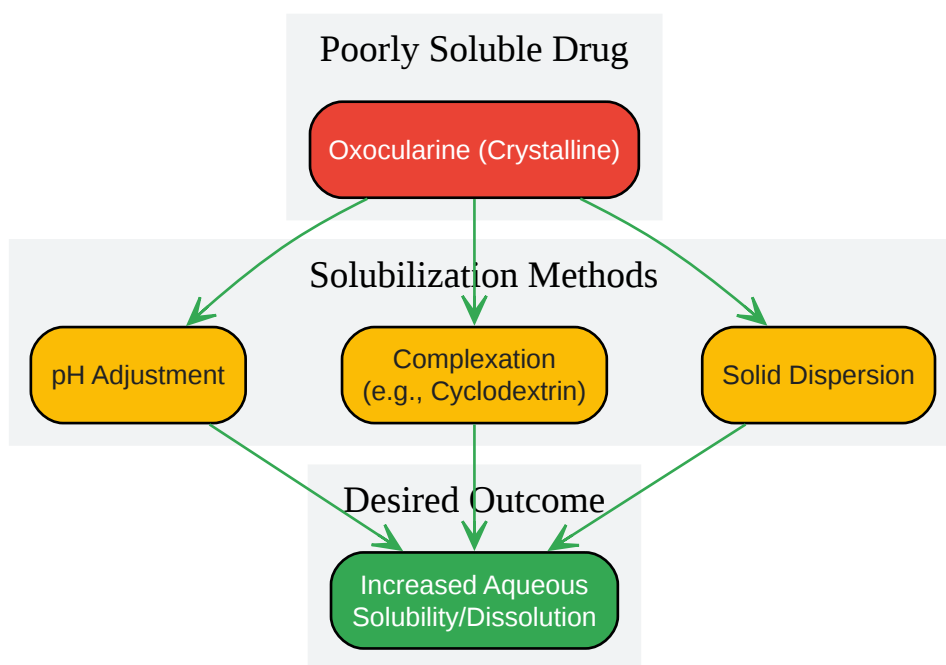 Poorly Soluble Drug
Oxocularine (Crystalline)
Solubilization Methods
pH Adjustment
Complexation
(e.g., Cyclodextrin)
Solid Dispersion
Desired Outcome
Increased Aqueous
Solubility/Dissolution